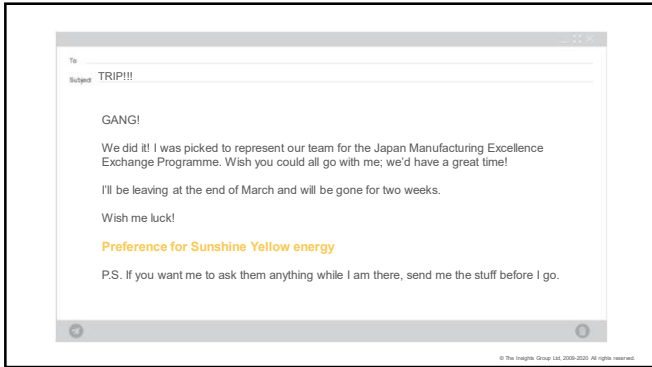 To
Subject TRIP!!!
GANG!
We did it! I was picked to represent our team for the Japan Manufacturing Excellence
Exchange Programme. Wish you could all go with me; we'd have a great time!
I'll be leaving at the end of March and will be gone for two weeks.
Wish me luck!
Preference for Sunshine Yellow energy
P.S. If you want me to ask them anything while I am there, send me the stuff before I go.
© The Insights Group Ltd, 2009-2020 All rights reserved.